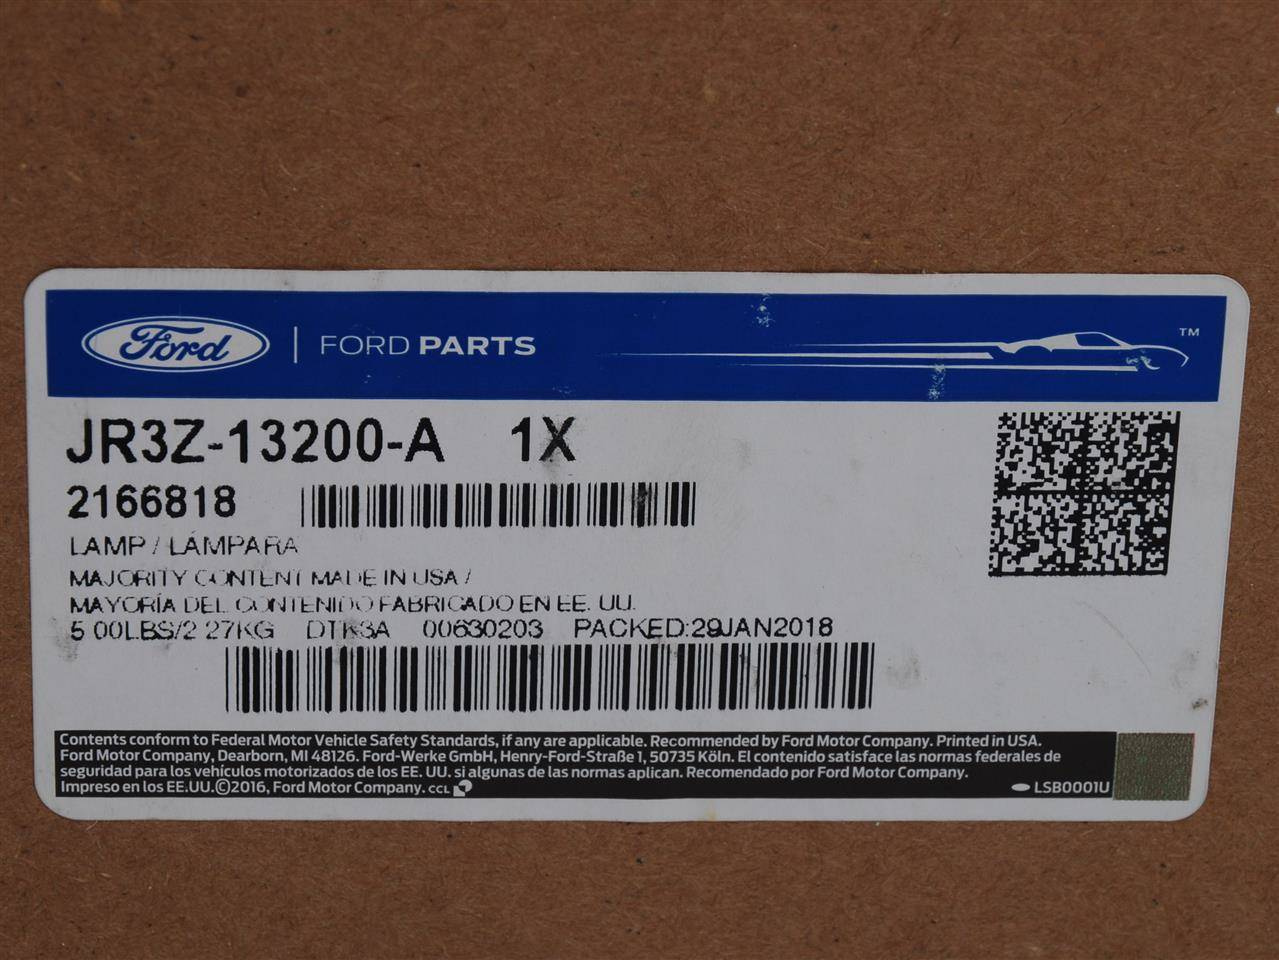 Ford | FORD PARTS ™
JR3Z-13200-A 1X
2166818
LAMP / LÁMPARA
MAJORITY CONTENT MADE IN USA /
MAYORÍA DEL CONTENIDO FABRICADO EN EE. UU.
5.00LBS/2.27KG DTK3A 00630203 PACKED:29JAN2018
Contents conform to Federal Motor Vehicle Safety Standards, if any are applicable. Recommended by Ford Motor Company. Printed in USA.
Ford Motor Company, Dearborn, MI 48126. Ford-Werke GmbH, Henry-Ford-Straße 1, 50735 Köln. El contenido satisface las normas federales de
seguridad para los vehículos motorizados de los EE. UU. si algunas de las normas aplican. Recomendado por Ford Motor Company.
Impreso en los EE.UU.©2016, Ford Motor Company. CCL
LSB0001U